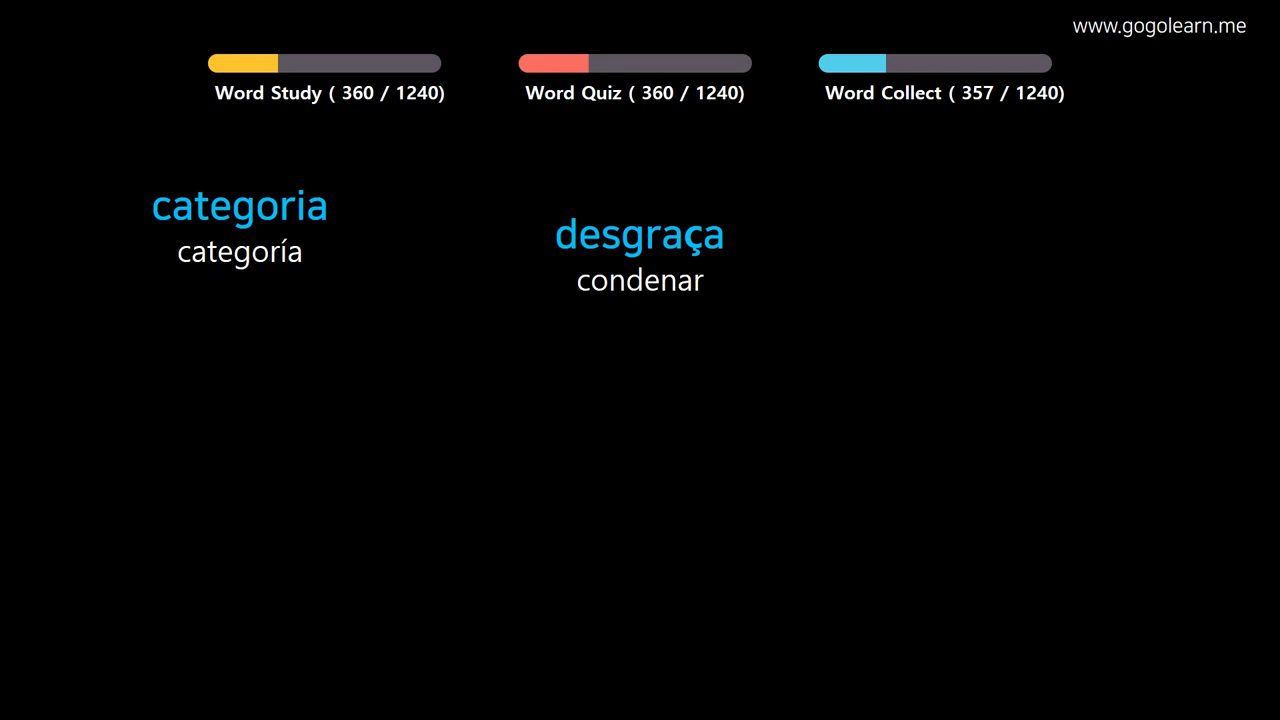 www.gogolearn.me
Word Study ( 360 / 1240)
Word Quiz ( 360 / 1240)
Word Collect ( 357 / 1240)
categoria
categoría
desgraça
condenar